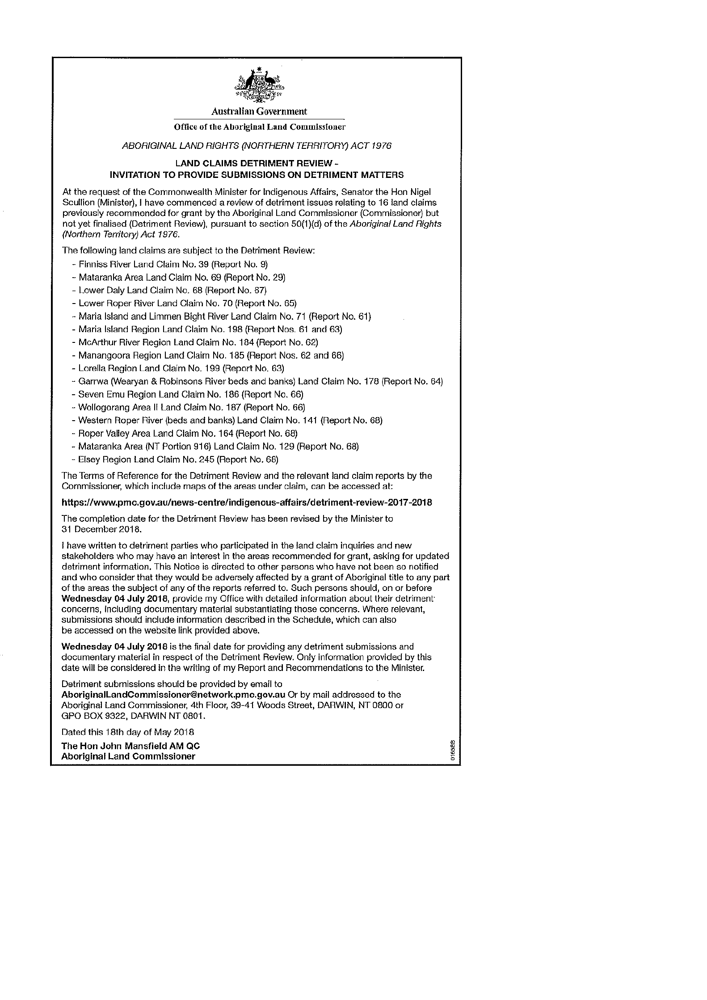 Australian Government
Office of the Aboriginal Land Commissioner
ABORIGINAL LAND RIGHTS (NORTHERN TERRITORY) ACT 1976
LAND CLAIMS DETRIMENT REVIEW -
INVITATION TO PROVIDE SUBMISSIONS ON DETRIMENT MATTERS
At the request of the Commonwealth Minister for Indigenous Affairs, Senator the Hon Nigel
Scullion (Minister), I have commenced a review of detriment issues relating to 16 land claims
previously recommended for grant by the Aboriginal Land Commissioner (Commissioner) but
not yet finalised (Detriment Review), pursuant to section 50(1)(d) of the Aboriginal Land Rights
(Northern Territory) Act 1976.
The following land claims are subject to the Detriment Review:
- Finniss River Land Claim No. 39 (Report No. 9)
- Mataranka Area Land Claim No. 69 (Report No. 29)
- Lower Daly Land Claim No. 68 (Report No. 67)
- Lower Roper River Land Claim No. 70 (Report No. 65)
- Maria Island and Limmen Bight River Land Claim No. 71 (Report No. 61)
- Maria Island Region Land Claim No. 198 (Report Nos. 61 and 63)
- McArthur River Region Land Claim No. 184 (Report No. 62)
- Manangoora Region Land Claim No. 185 (Report Nos. 62 and 66)
- Lorella Region Land Claim No. 199 (Report No. 63)
- Garrwa (Wearyan & Robinsons River beds and banks) Land Claim No. 178 (Report No. 64)
- Seven Emu Region Land Claim No. 186 (Report No. 66)
- Wollogorang Area II Land Claim No. 187 (Report No. 66)
- Western Roper River (beds and banks) Land Claim No. 141 (Report No. 68)
- Roper Valley Area Land Claim No. 164 (Report No. 68)
- Mataranka Area (NT Portion 916) Land Claim No. 129 (Report No. 68)
- Elsey Region Land Claim No. 245 (Report No. 68)
The Terms of Reference for the Detriment Review and the relevant land claim reports by the
Commissioner, which include maps of the areas under claim, can be accessed at:
https://www.pmc.gov.au/news-centre/indigenous-affairs/detriment-review-2017-2018
The completion date for the Detriment Review has been revised by the Minister to
31 December 2018.
I have written to detriment parties who participated in the land claim inquiries and new
stakeholders who may have an interest in the areas recommended for grant, asking for updated
detriment information. This Notice is directed to other persons who have not been so notified
and who consider that they would be adversely affected by a grant of Aboriginal title to any part
of the areas the subject of any of the reports referred to. Such persons should, on or before
Wednesday 04 July 2018, provide my Office with detailed information about their detriment
concerns, including documentary material substantiating those concerns. Where relevant,
submissions should include information described in the Schedule, which can also
be accessed on the website link provided above.
Wednesday 04 July 2018 is the final date for providing any detriment submissions and
documentary material in respect of the Detriment Review. Only information provided by this
date will be considered in the writing of my Report and Recommendations to the Minister.
Detriment submissions should be provided by email to
AboriginalLandCommissioner@network.pmc.gov.au Or by mail addressed to the
Aboriginal Land Commissioner, 4th Floor, 39-41 Woods Street, DARWIN, NT 0800 or
GPO BOX 9322, DARWIN NT 0801.
Dated this 18th day of May 2018
The Hon John Mansfield AM QC
Aboriginal Land Commissioner
01658B